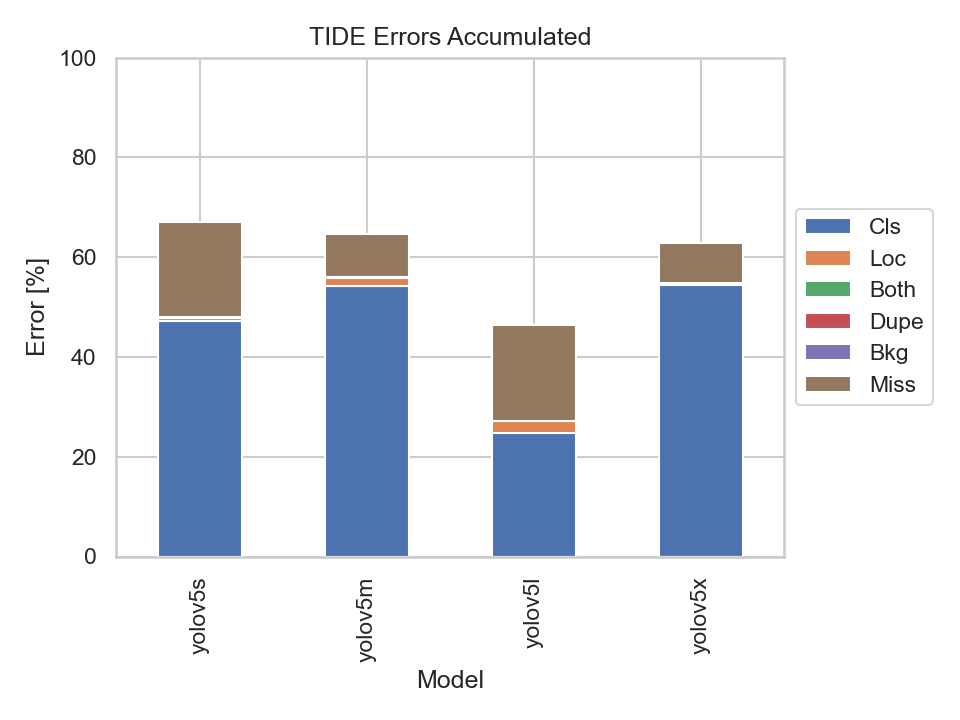 TIDE Errors Accumulated
100
80
60
40
20
0
Error [%]
yolov5s
yolov5m
yolov5l
yolov5x
Model
Cls
Loc
Both
Dupe
Bkg
Miss